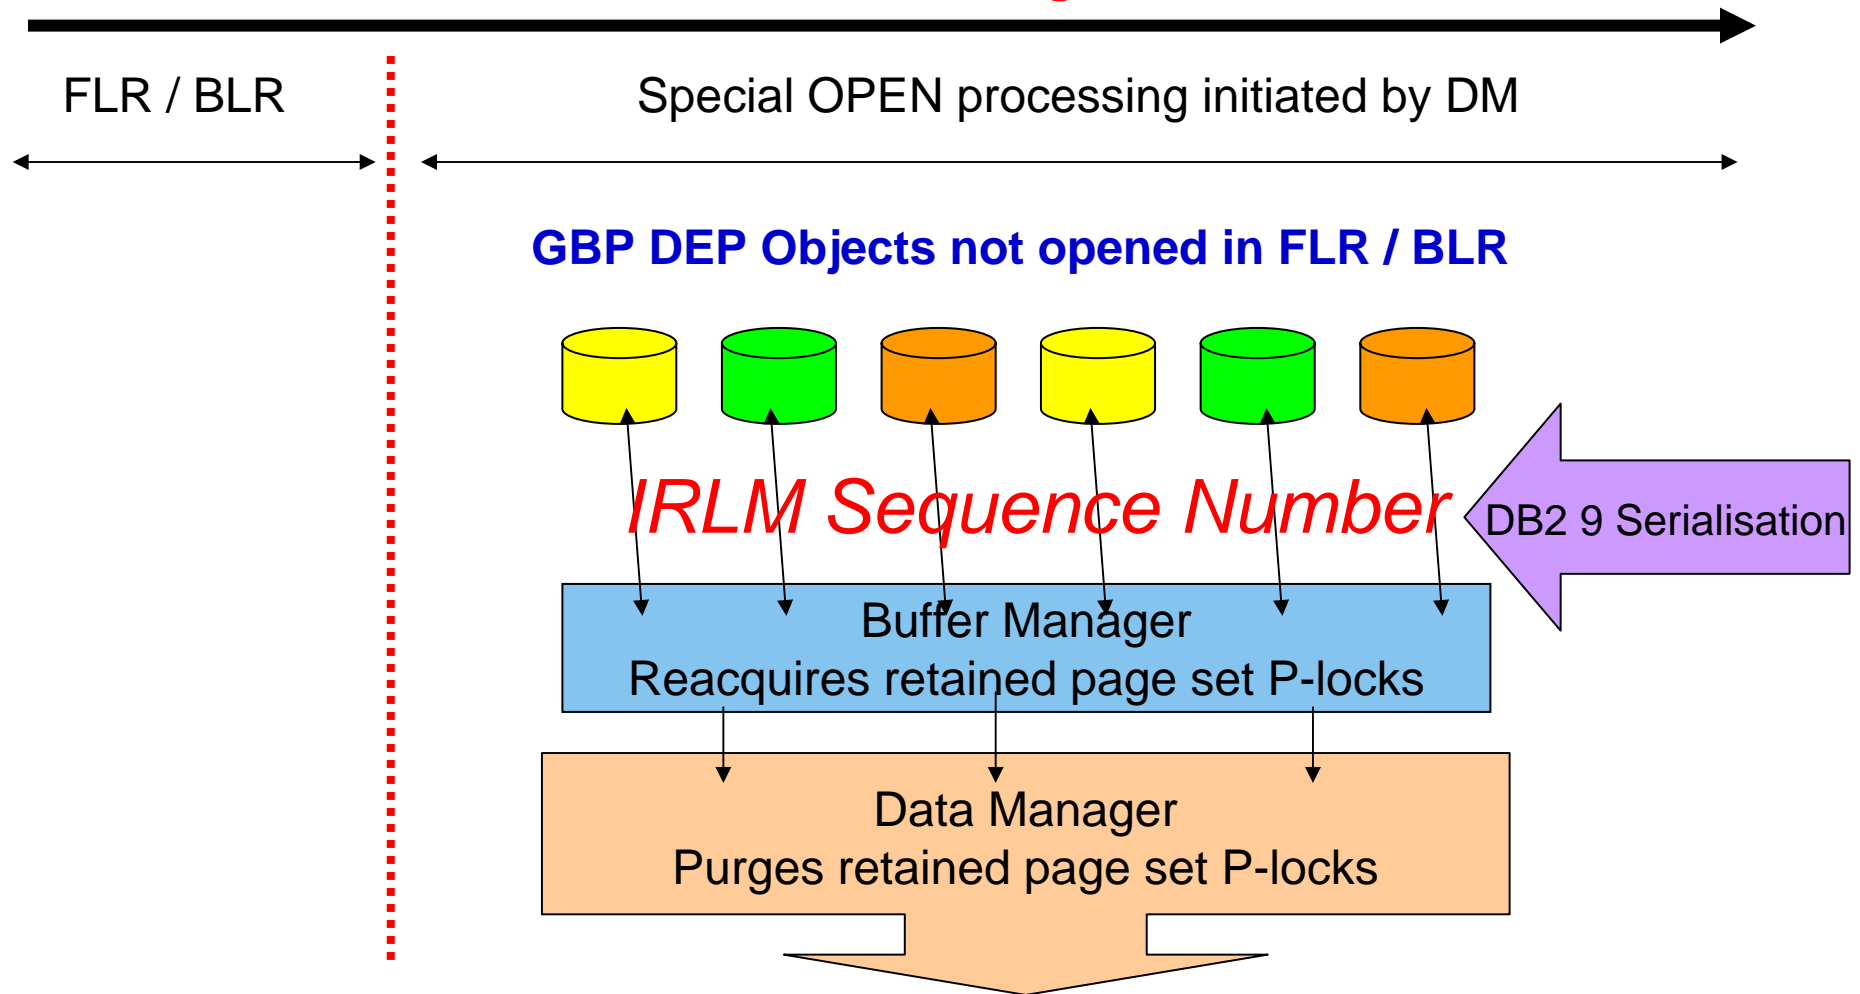 FLR / BLR
Special OPEN processing initiated by DM
GBP DEP Objects not opened in FLR / BLR
IRLM Sequence Number
DB2 9 Serialisation
Buffer Manager
Reacquires retained page set P-locks
Data Manager
Purges retained page set P-locks